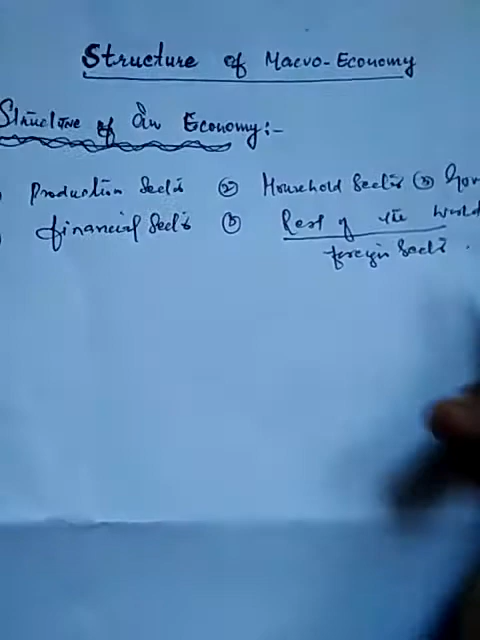 Structure of Macro-Economy
Structure of an Economy:-
Production Sector ② Household Sector ③ Gov
Financial Sector ⑤ Rest of the World
foreign Sector.